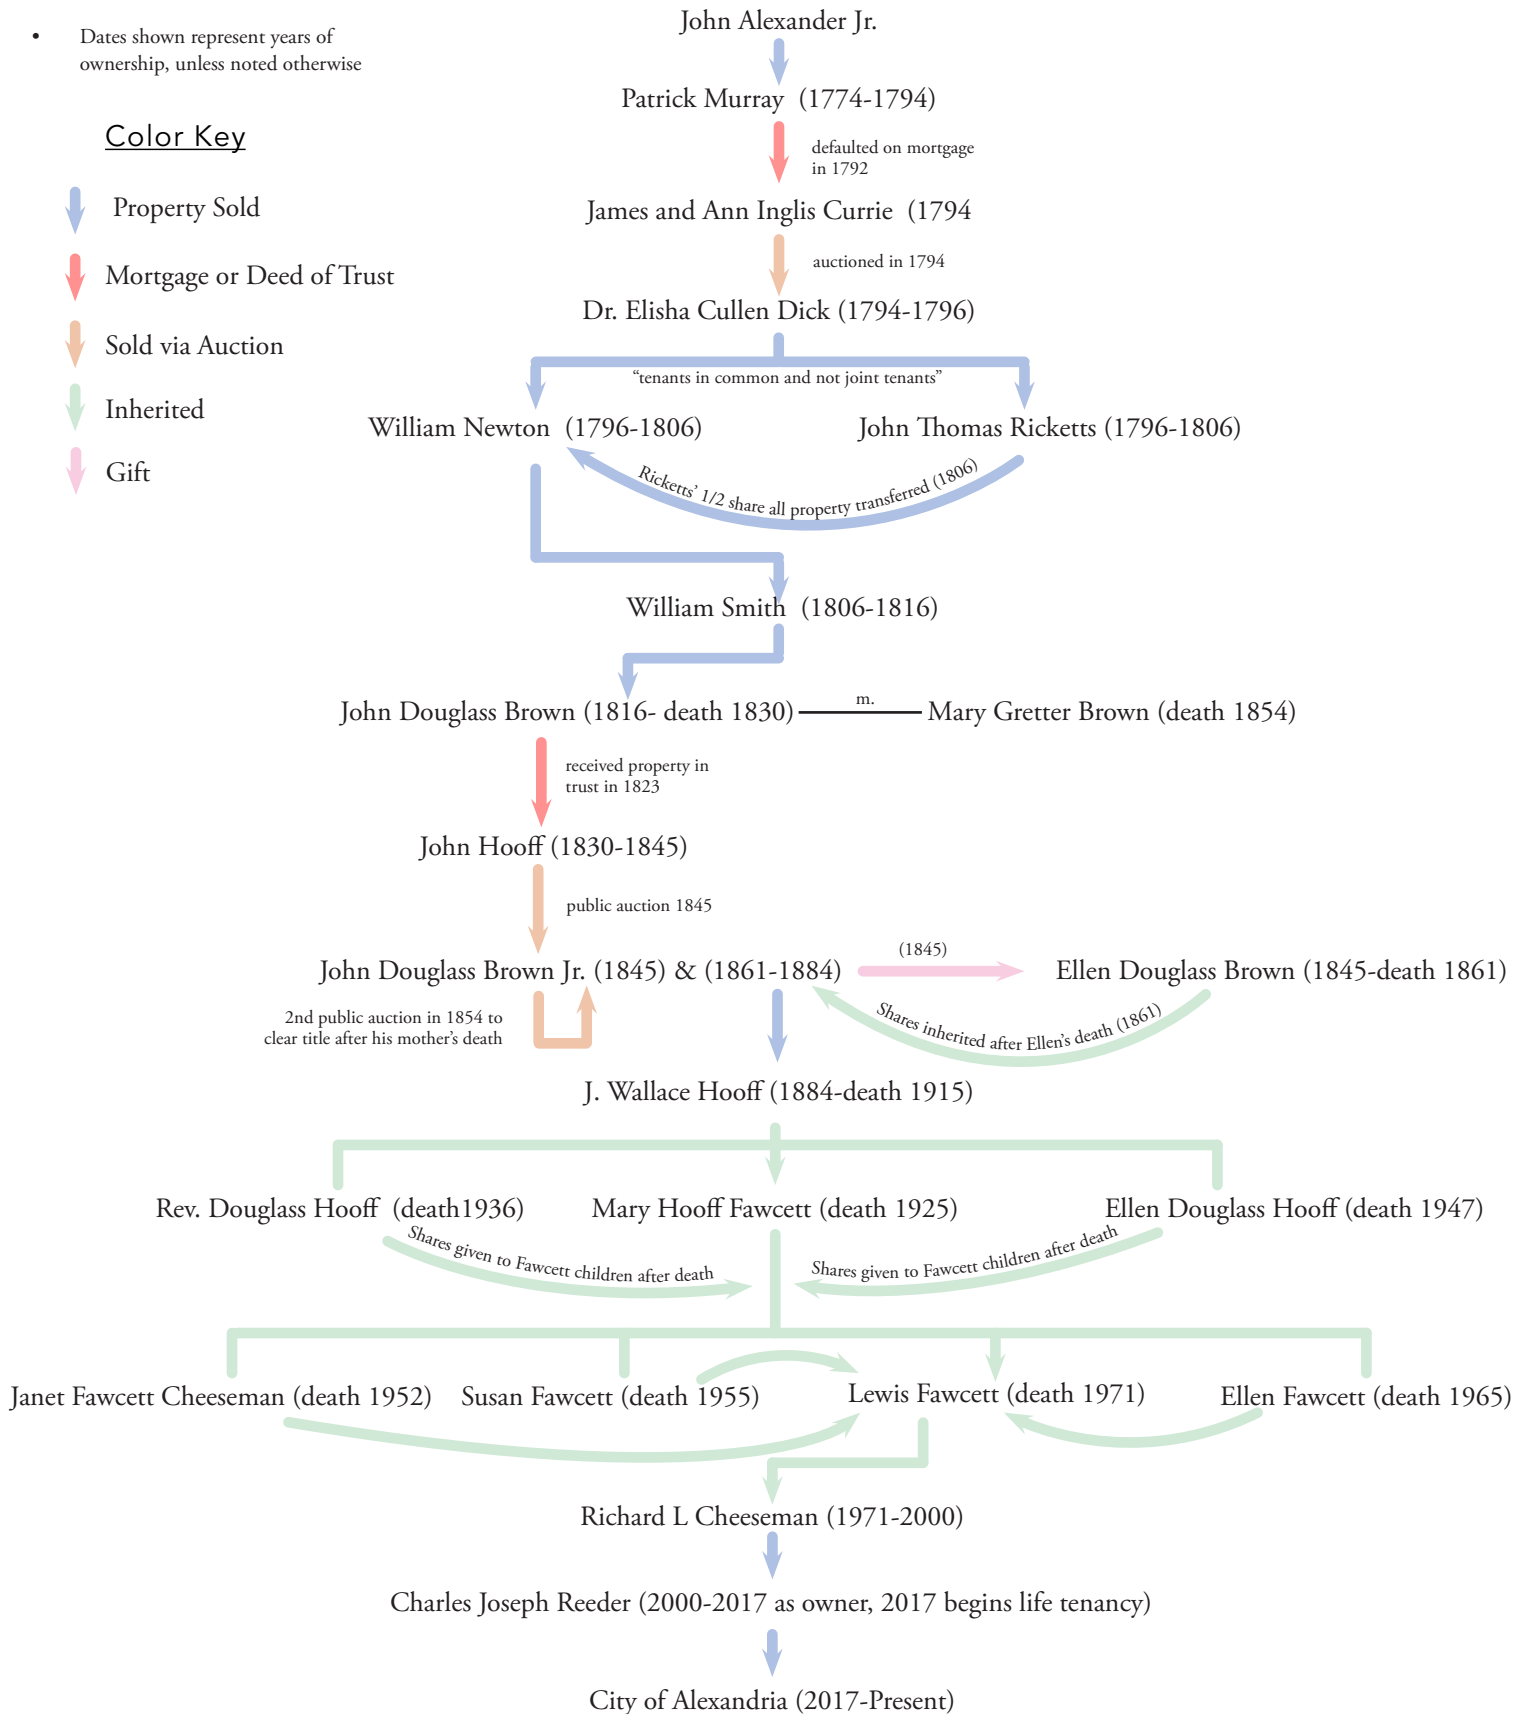 John Alexander Jr.
• Dates shown represent years of
ownership, unless noted otherwise
Color Key
Property Sold
Mortgage or Deed of Trust
Sold via Auction
Inherited
Gift
Patrick Murray (1774-1794)
defaulted on mortgage
in 1792
James and Ann Inglis Currie (1794
auctioned in 1794
Dr. Elisha Cullen Dick (1794-1796)
“tenants in common and not joint tenants”
William Newton (1796-1806)
John Thomas Ricketts (1796-1806)
Ricketts’ 1/2 share all property transferred (1806)
William Smith (1806-1816)
John Douglass Brown (1816- death 1830)
m.
Mary Gretter Brown (death 1854)
received property in
trust in 1823
John Hooff (1830-1845)
public auction 1845
John Douglass Brown Jr. (1845) & (1861-1884)
(1845)
Ellen Douglass Brown (1845-death 1861)
2nd public auction in 1854 to
clear title after his mother’s death
Shares inherited after Ellen’s death (1861)
J. Wallace Hooff (1884-death 1915)
Rev. Douglass Hooff (death1936)
Mary Hooff Fawcett (death 1925)
Ellen Douglass Hooff (death 1947)
Shares given to Fawcett children after death
Shares given to Fawcett children after death
Janet Fawcett Cheeseman (death 1952)
Susan Fawcett (death 1955)
Lewis Fawcett (death 1971)
Ellen Fawcett (death 1965)
Richard L Cheeseman (1971-2000)
Charles Joseph Reeder (2000-2017 as owner, 2017 begins life tenancy)
City of Alexandria (2017-Present)